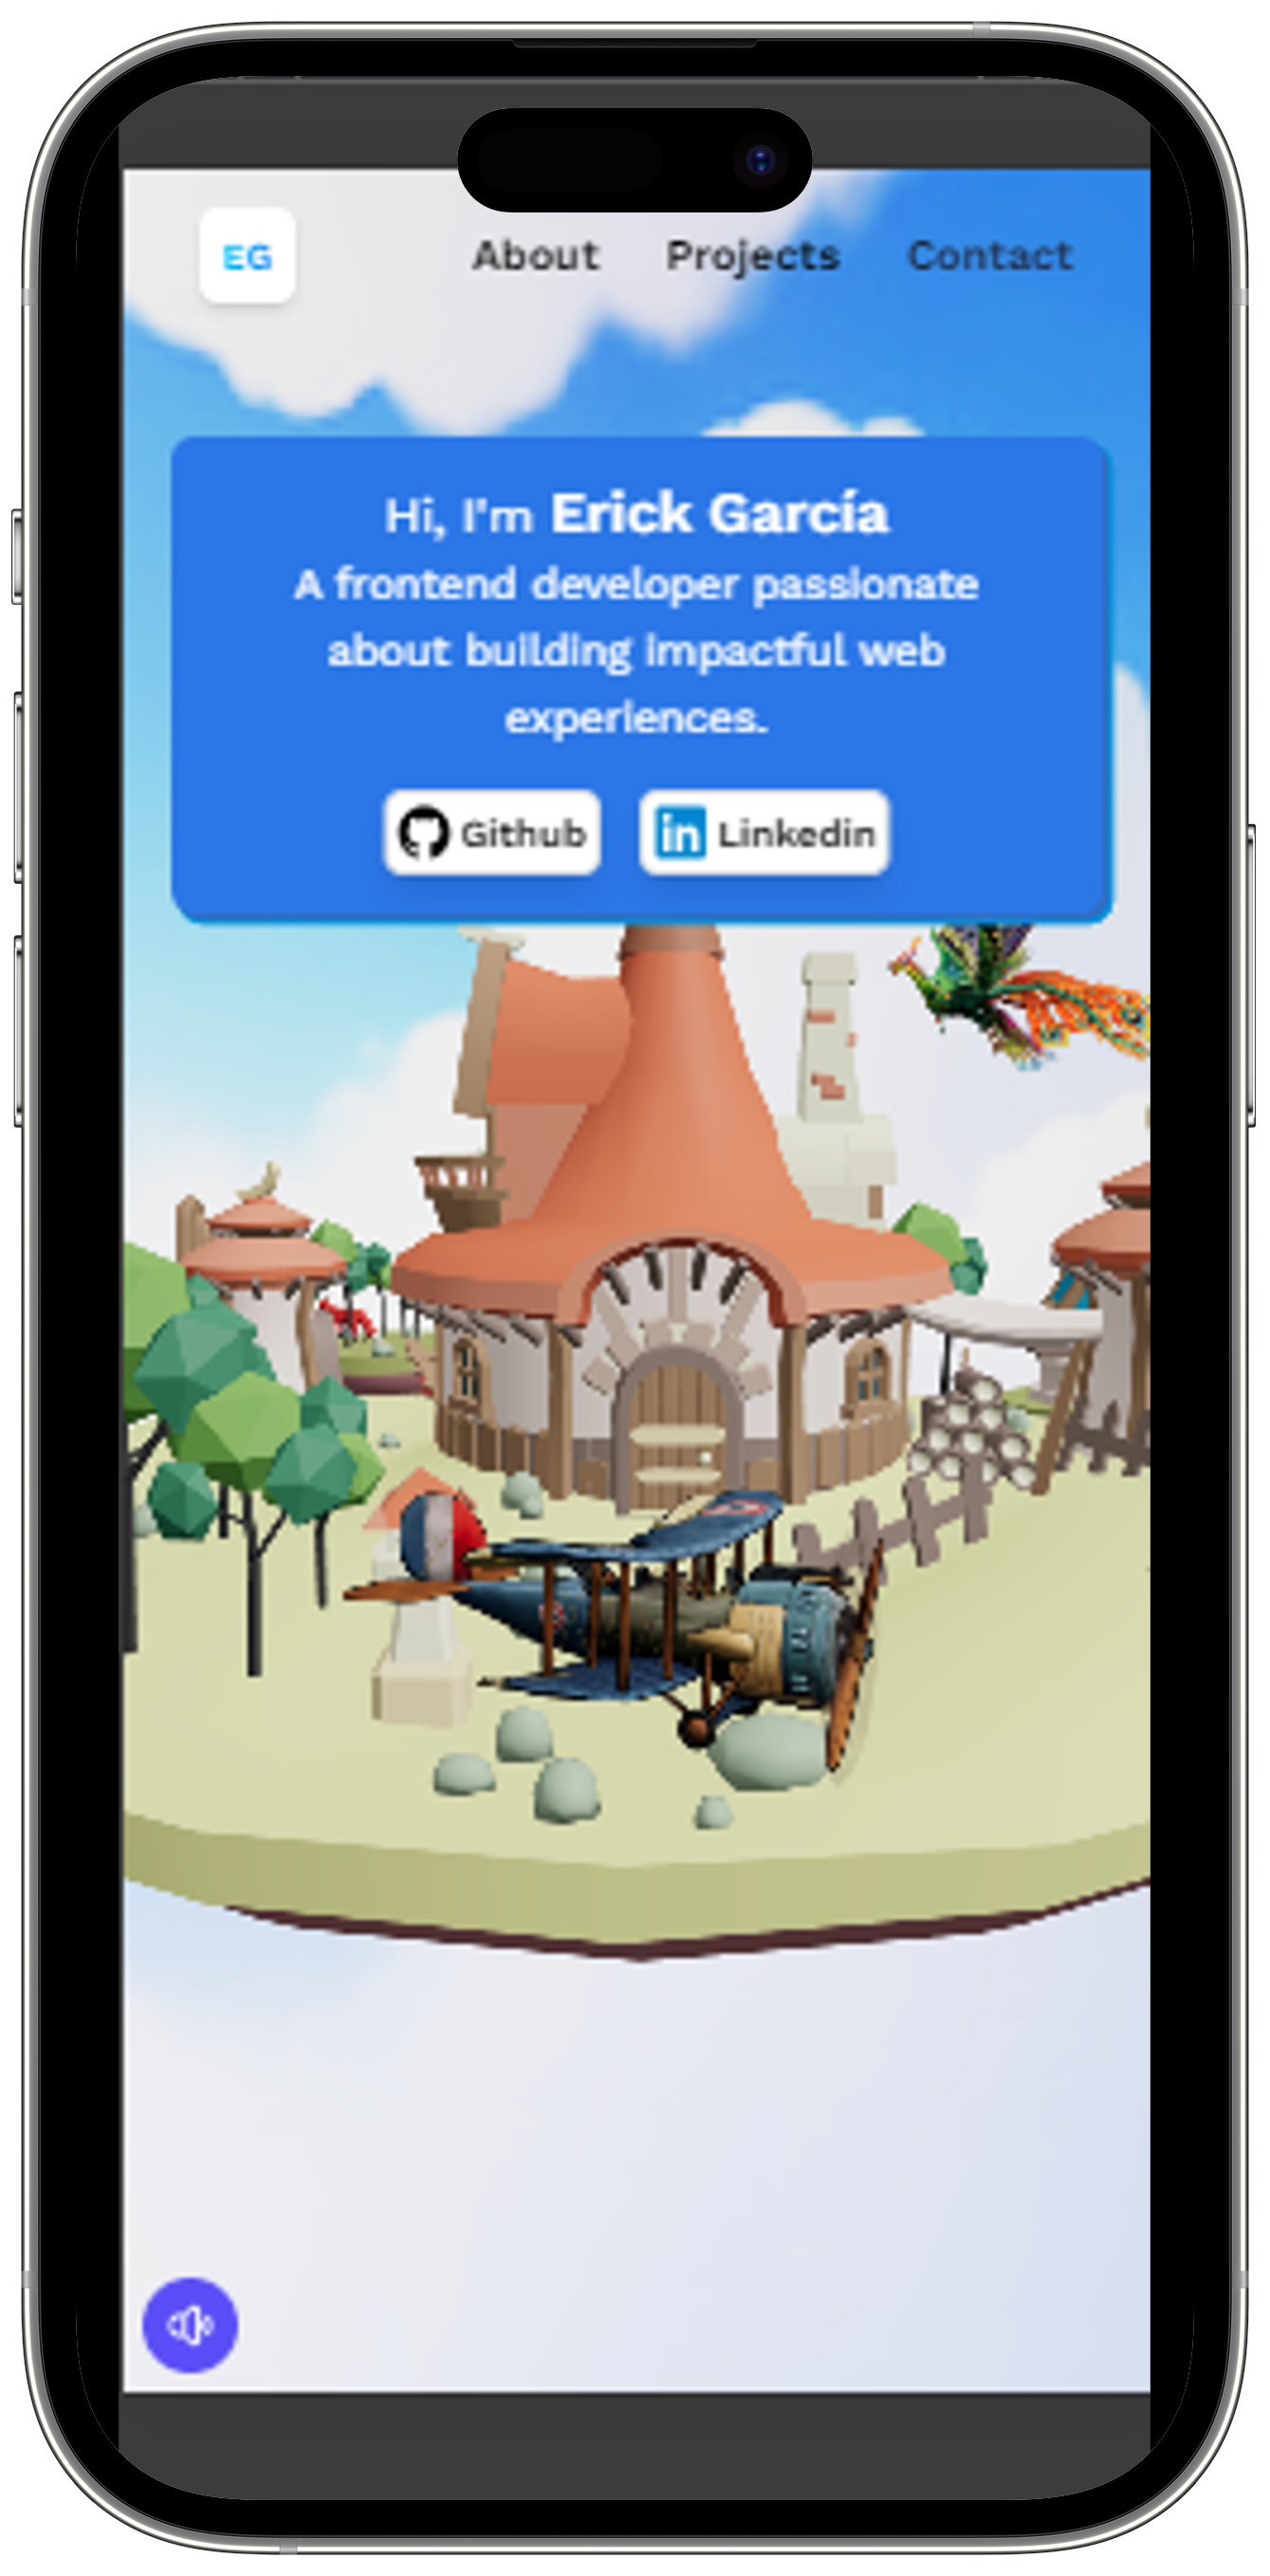 EG
About Projects Contact
Hi, I'm Erick García
A frontend developer passionate
about building impactful web
experiences.
Github Linkedin